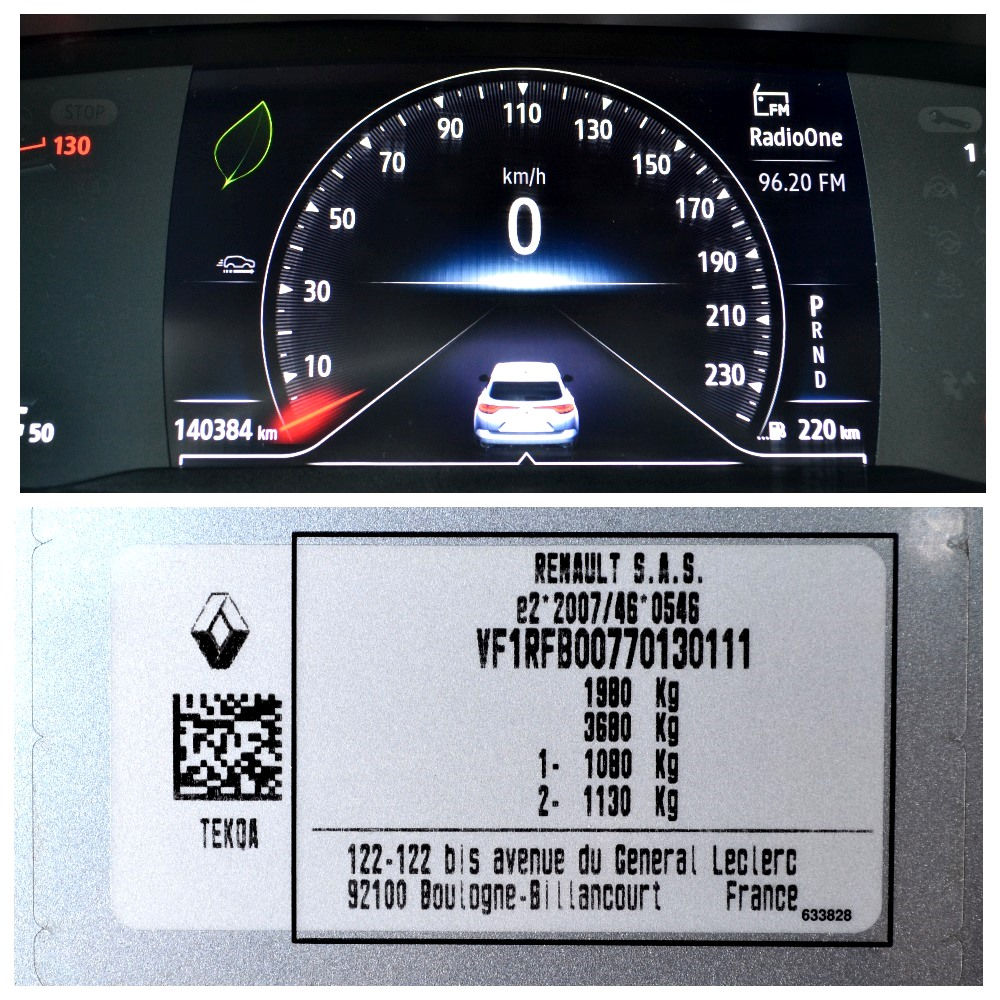 STOP
130
FM
RadioOne
96.20 FM
1
km/h
0
10
30
50
70
90
110
130
150
170
190
210
230
P
R
N
D
50
140384 km
220 km
RENAULT S.A.S.
e2*2007/46*0546
VF1RFB00770130111
1980 Kg
3680 Kg
1- 1080 Kg
2- 1130 Kg
TEKQA
122-122 bis avenue du General Leclerc
92100 Boulogne-Billancourt France
633828